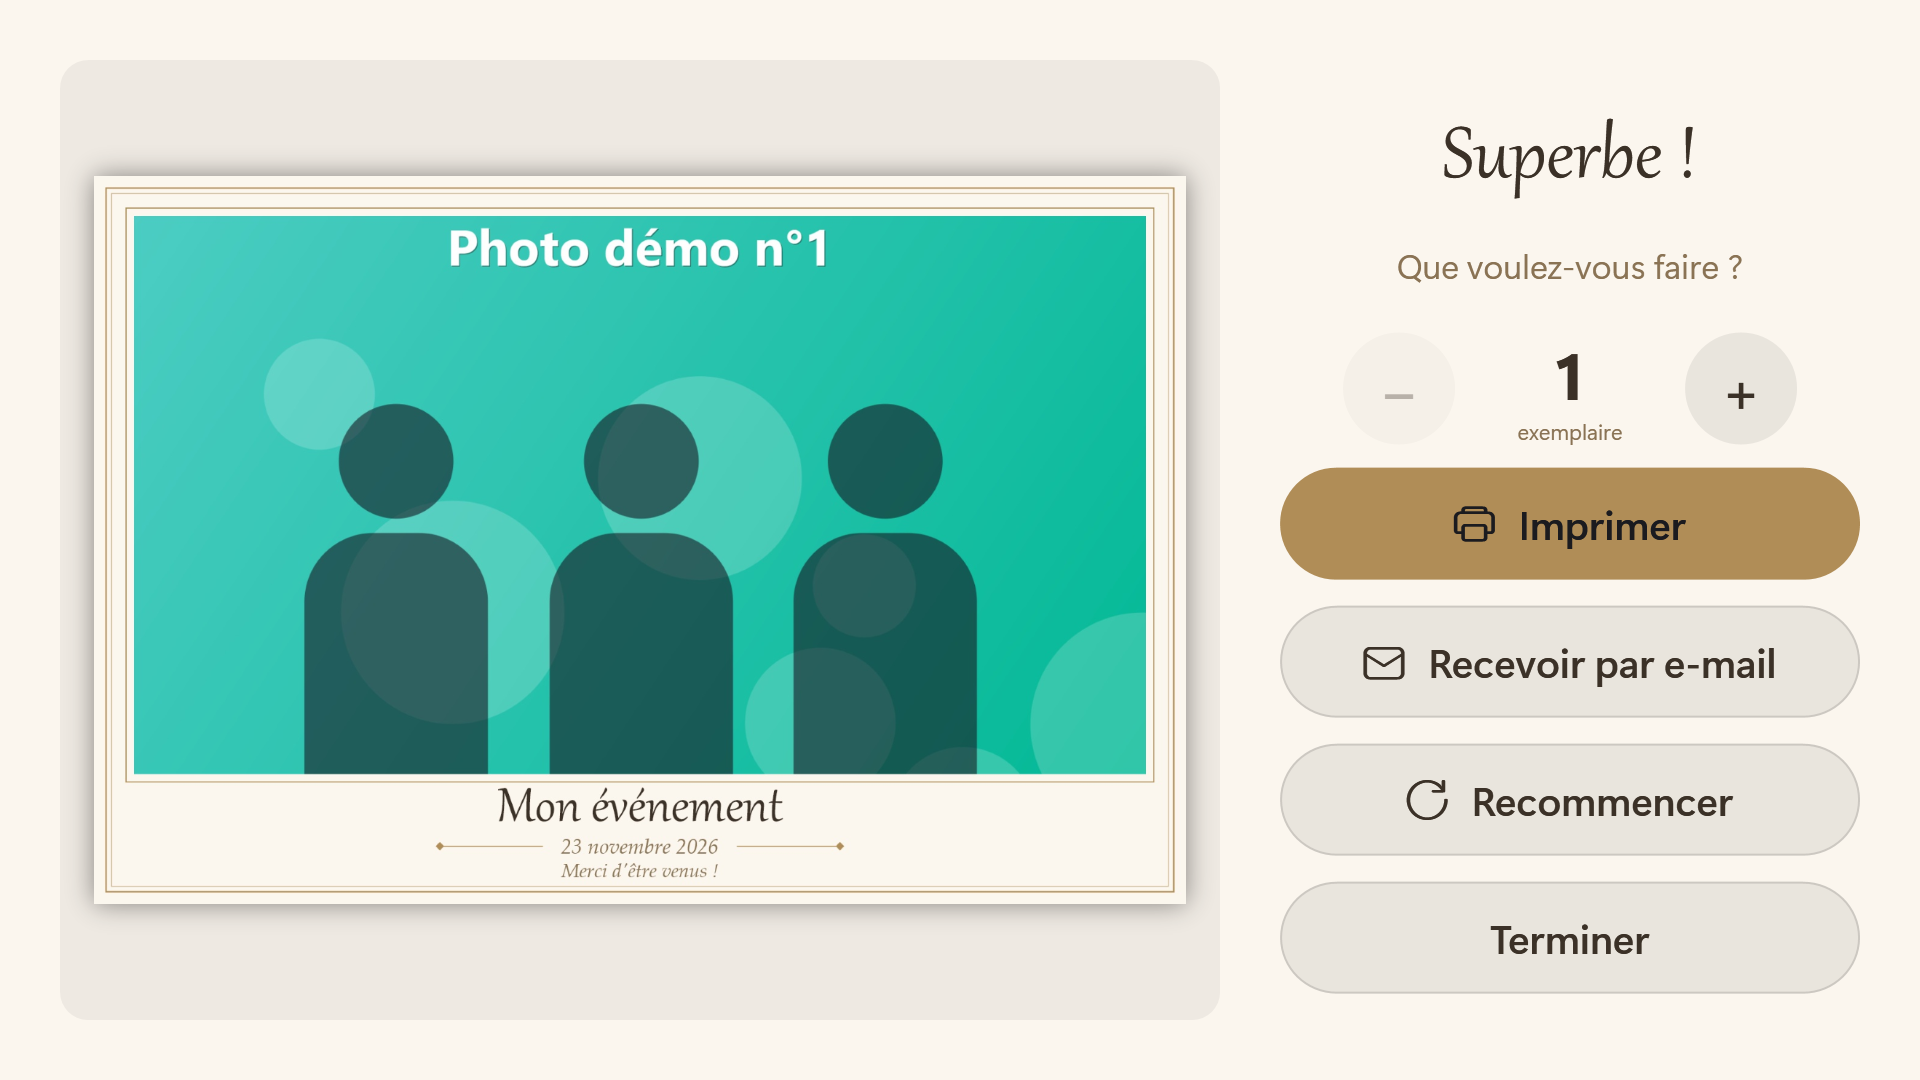 Photo démo n°1
Mon événement
23 novembre 2026
Merci d'être venus !
Superbe !
Que voulez-vous faire ?
−
1
+
exemplaire
Imprimer
Recevoir par e-mail
Recommencer
Terminer